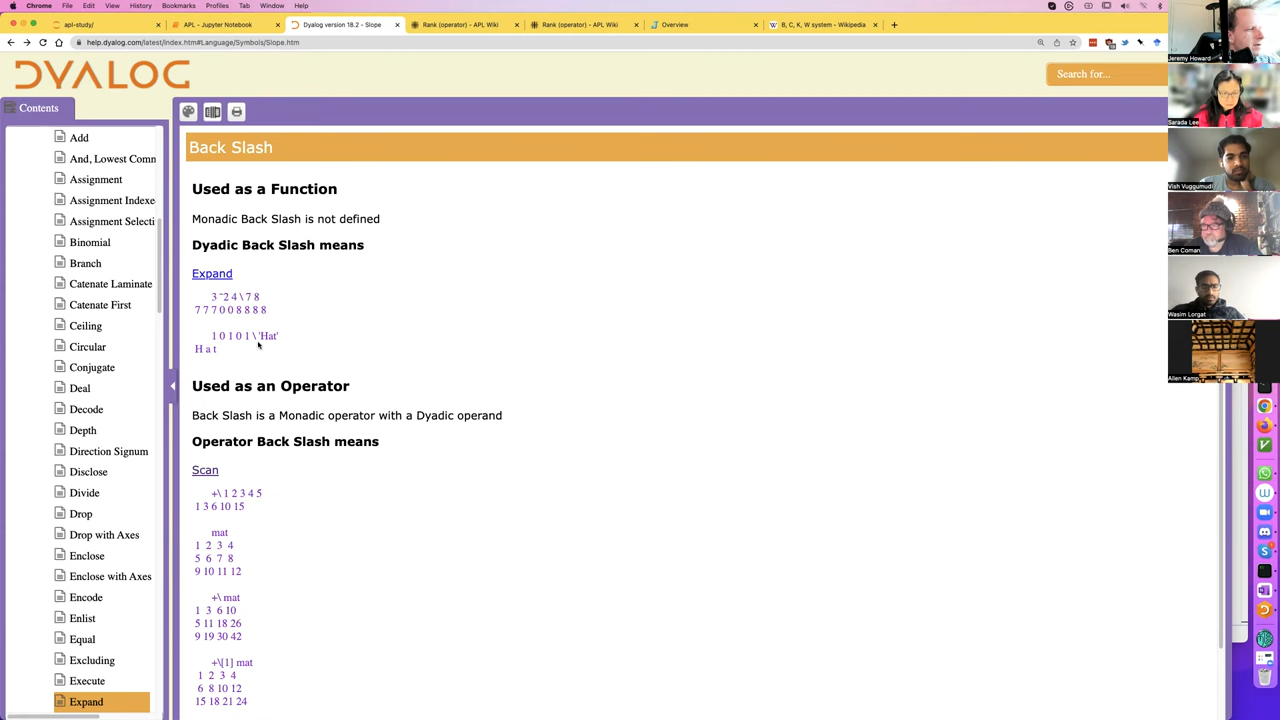 Chrome File Edit View History Bookmarks Profiles Tab Window Help
apl-study/
APL - Jupyter Notebook
Dyalog version 18.2 - Slope
Rank (operator) - APL Wiki
Rank (operator) - APL Wiki
Overview
B, C, K, W system - Wikipedia
help.dyalog.com/latest/index.htm#Language/Symbols/Slope.htm
DYALOG
Search for...
Contents
Add
And, Lowest Comn
Assignment
Assignment Indexe
Assignment Selecti
Binomial
Branch
Catenate Laminate
Catenate First
Ceiling
Circular
Conjugate
Deal
Decode
Depth
Direction Signum
Disclose
Divide
Drop
Drop with Axes
Enclose
Enclose with Axes
Encode
Enlist
Equal
Excluding
Execute
Expand
Back Slash
Used as a Function
Monadic Back Slash is not defined
Dyadic Back Slash means
Expand
3 ¯2 4 \ 7 8
7 7 7 0 0 8 8 8 8
1 0 1 0 1 \ 'Hat'
H a t
Used as an Operator
Back Slash is a Monadic operator with a Dyadic operand
Operator Back Slash means
Scan
+\ 1 2 3 4 5
1 3 6 10 15
mat
1 2 3 4
5 6 7 8
9 10 11 12
+\ mat
1 3 6 10
5 11 18 26
9 19 30 42
+\[1] mat
1 2 3 4
6 8 10 12
15 18 21 24
Jeremy Howard
Sarada Lee
Vish Vuggumudi
Ben Coman
Wasim Lorgat
Allen Kamp